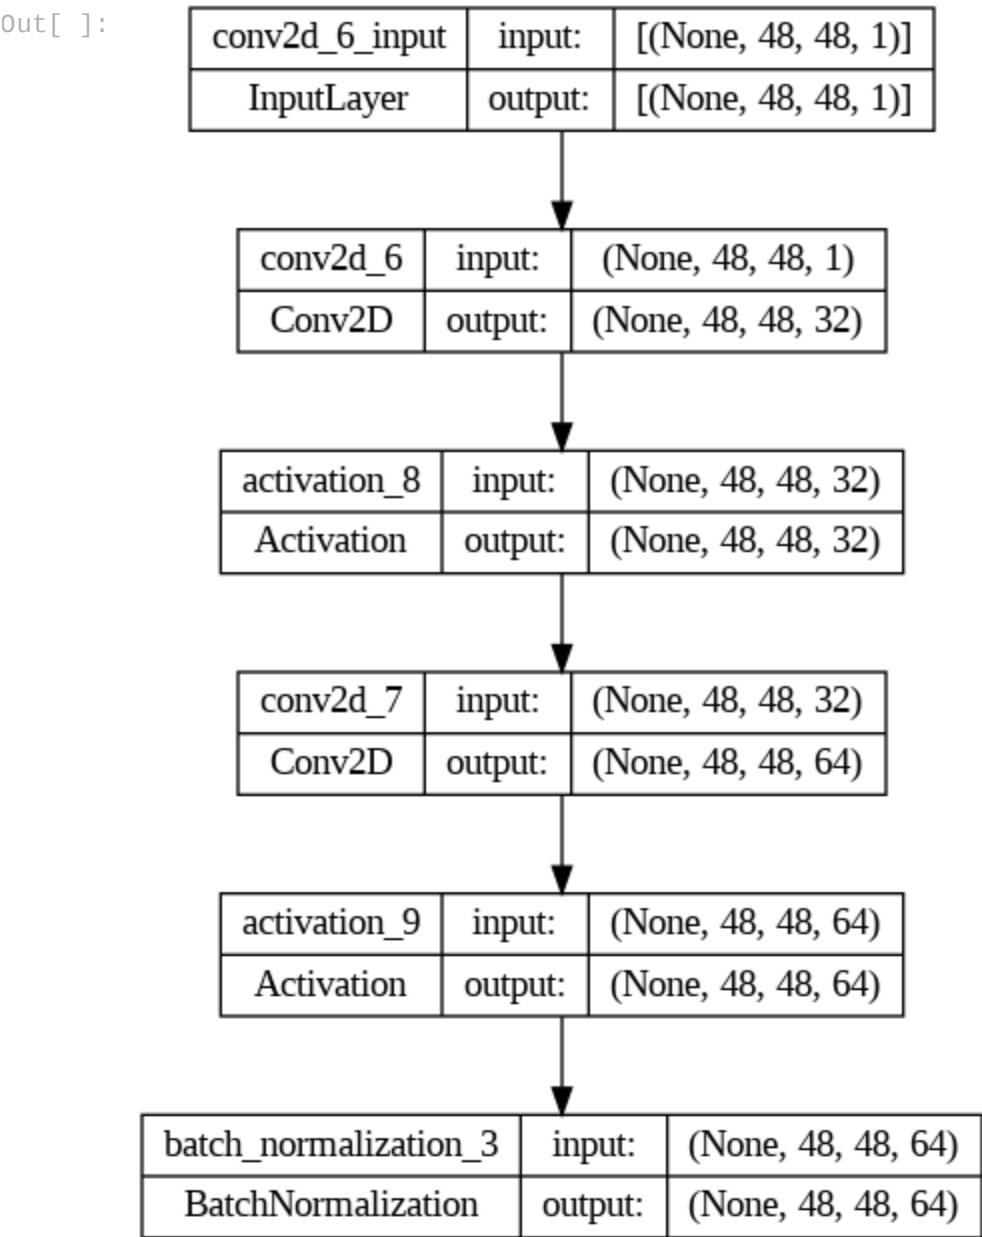 Out[ ]:
conv2d_6_input input: [(None, 48, 48, 1)]
InputLayer output: [(None, 48, 48, 1)]
conv2d_6 input: (None, 48, 48, 1)
Conv2D output: (None, 48, 48, 32)
activation_8 input: (None, 48, 48, 32)
Activation output: (None, 48, 48, 32)
conv2d_7 input: (None, 48, 48, 32)
Conv2D output: (None, 48, 48, 64)
activation_9 input: (None, 48, 48, 64)
Activation output: (None, 48, 48, 64)
batch_normalization_3 input: (None, 48, 48, 64)
BatchNormalization output: (None, 48, 48, 64)